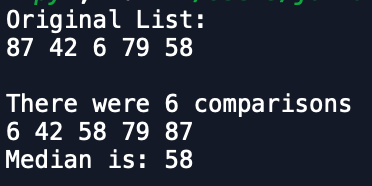 Original List:
87 42 6 79 58
There were 6 comparisons
6 42 58 79 87
Median is: 58